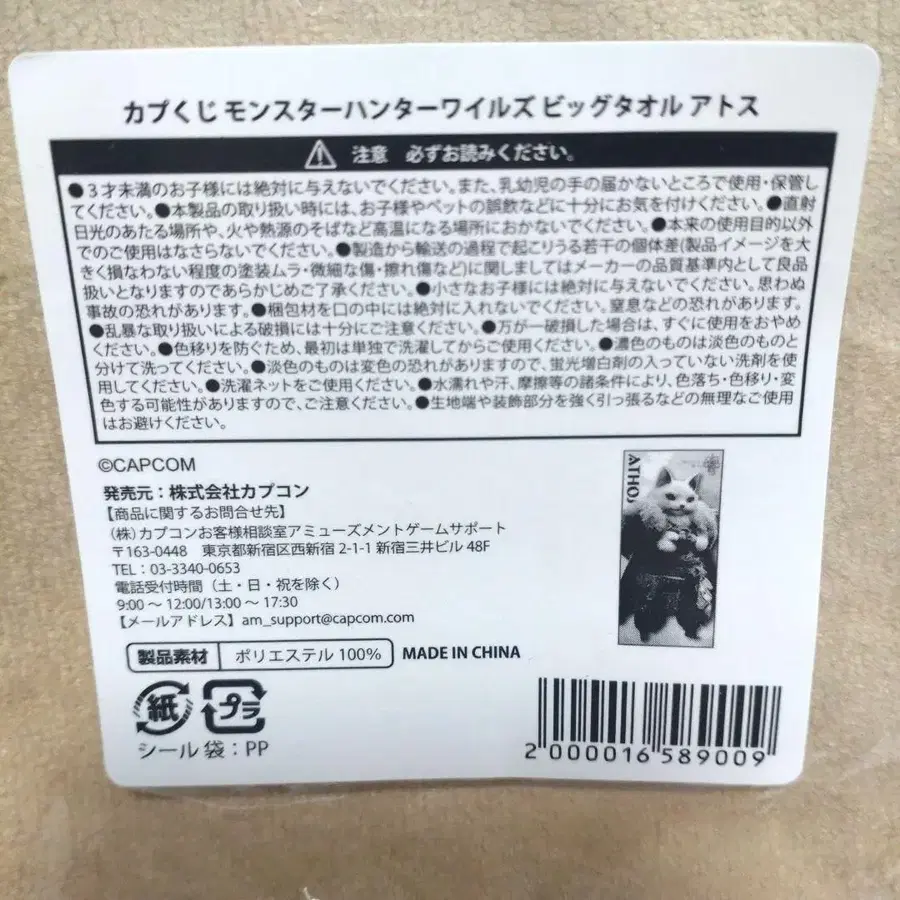 カプくじ モンスターハンターワイルズ ビッグタオル アトス
注意 必ずお読みください。
●３才未満のお子様には絶対に与えないでください。また、乳幼児の手の届かないところで使用・保管し
てください。●本製品の取り扱い時には、お子様やペットの誤飲などに十分にお気を付けください。●直射
日光のあたる場所や、火や熱源のそばなど高温になる場所におかないでください。●本来の使用目的以外
でのご使用はなさらないでください。●製造から輸送の過程で起こりうる若干の個体差(製品イメージを大
きく損なわない程度の塗装ムラ・微細な傷・擦れ傷など)に関しましてはメーカーの品質基準内として良品
扱いとなりますのであらかじめご了承ください。●小さなお子様には絶対に与えないでください。思わぬ
事故の恐れがあります。●梱包材を口の中には絶対に入れないでください。窒息などの恐れがあります。
●乱暴な取り扱いによる破損には十分にご注意ください。●万が一破損した場合は、すぐに使用をおやめ
ください。●色移りを防ぐため、最初は単独で洗濯してからご使用ください。●濃色のものは淡色のものと
分けて洗ってください。●淡色のものは変色の恐れがありますので、蛍光増白剤の入っていない洗剤を使
用してください。●洗濯ネットをご使用ください。●水濡れや汗、摩擦等の諸条件により、色落ち・色移り・変
色する可能性がありますので、ご注意ください。●生地端や装飾部分を強く引っ張るなどの無理なご使用
はお避けください。
©CAPCOM
発売元：株式会社カプコン
【商品に関するお問合せ先】
(株) カプコンお客様相談室アミューズメントゲームサポート
〒163-0448 東京都新宿区西新宿 2-1-1 新宿三井ビル 48F
TEL：03-3340-0653
電話受付時間（土・日・祝を除く）
9:00 ～ 12:00/13:00 ～ 17:30
【メールアドレス】am_support@capcom.com
ATHOS
製品素材 ポリエステル 100% MADE IN CHINA
紙 プラ
シール 袋：PP
2 000016 589009